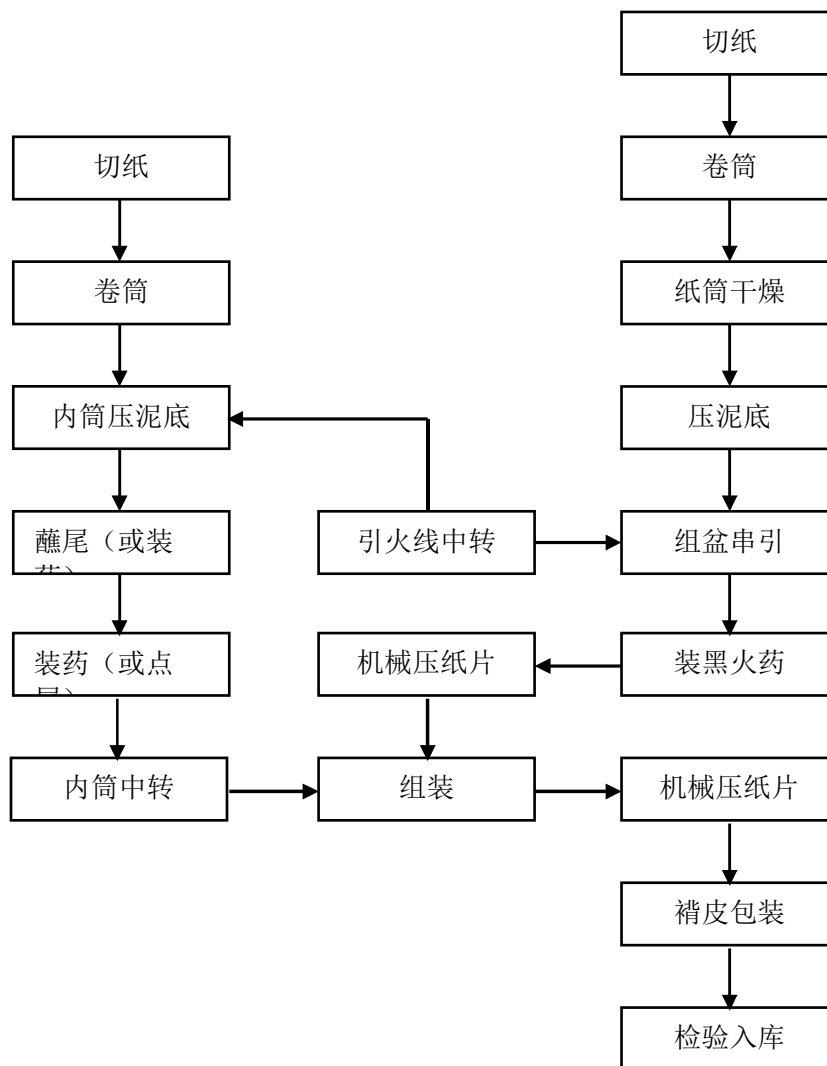 切纸
切纸
卷筒
卷筒
纸筒干燥
内筒压泥底
压泥底
蘸尾（或装
引火线中转
组盆串引
装药（或点
机械压纸片
装黑火药
内筒中转
组装
机械压纸片
褙皮包装
检验入库